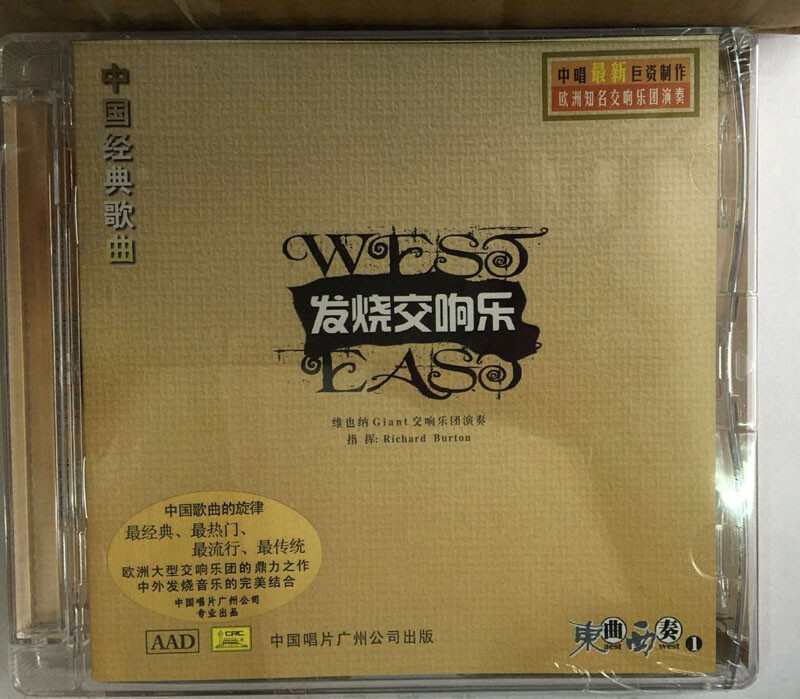 中国经典歌曲
中唱最新巨资制作
欧洲知名交响乐团演奏
WEST
发烧交响乐
EAST
维也纳Giant交响乐团演奏
指 挥: Richard Burton
中国歌曲的旋律
最经典、最热门、
最流行、最传统
欧洲大型交响乐团的鼎力之作
中外发烧音乐的完美结合
中国唱片广州公司
专业出品
AAD
CRC
中国唱片广州公司出版
東曲西奏
aest west 1